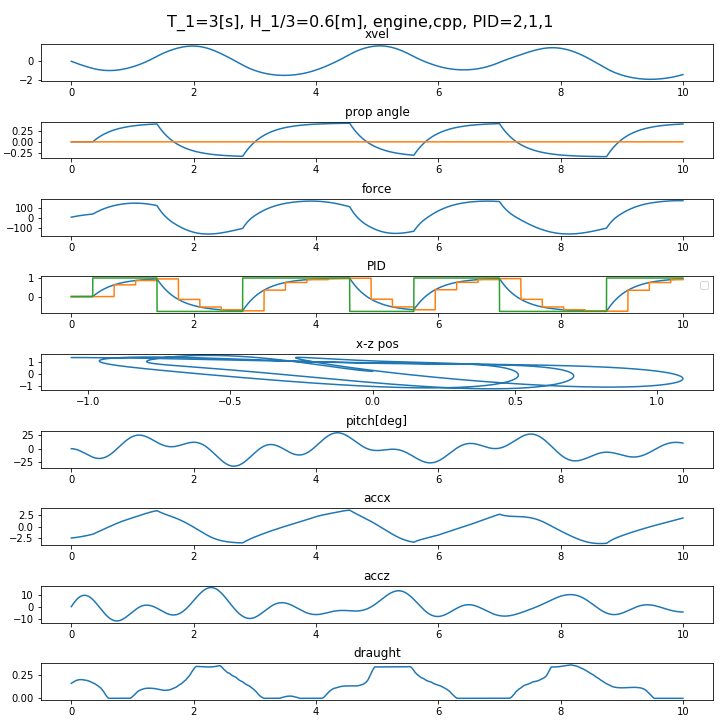 T_1=3[s], H_1/3=0.6[m], engine,cpp, PID=2,1,1
xvel
0
−2
0 2 4 6 8 10
prop angle
0.25
0.00
−0.25
0 2 4 6 8 10
force
100
0
−100
0 2 4 6 8 10
PID
1
0
0 2 4 6 8 10
x-z pos
1
0
−1
−1.0 −0.5 0.0 0.5 1.0
pitch[deg]
25
0
−25
0 2 4 6 8 10
accx
2.5
0.0
−2.5
0 2 4 6 8 10
accz
10
0
−10
0 2 4 6 8 10
draught
0.25
0.00
0 2 4 6 8 10